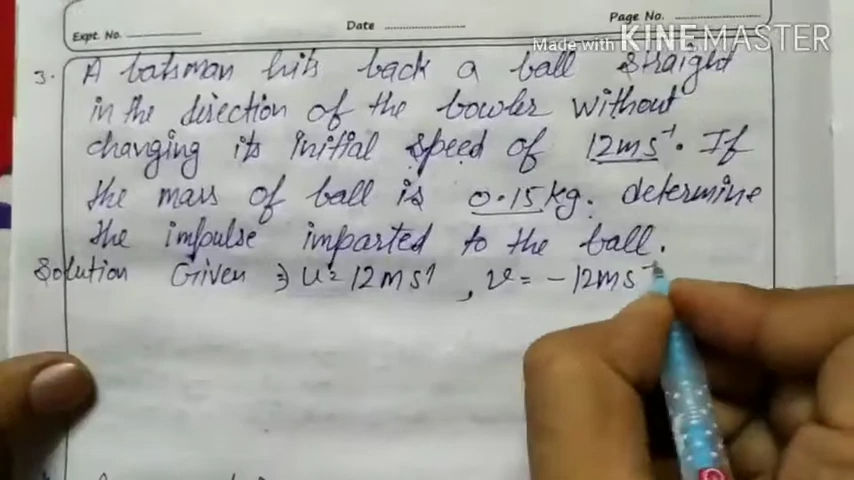 Expt. No.
Date
Page No.
Made with KINEMASTER
3. A batsman hits back a ball straight
in the direction of the bowler without
changing its initial speed of 12ms⁻¹. If
the mass of ball is 0.15kg. determine
the impulse imparted to the ball.
Solution Given ⇒ u = 12ms⁻¹, v = -12ms⁻